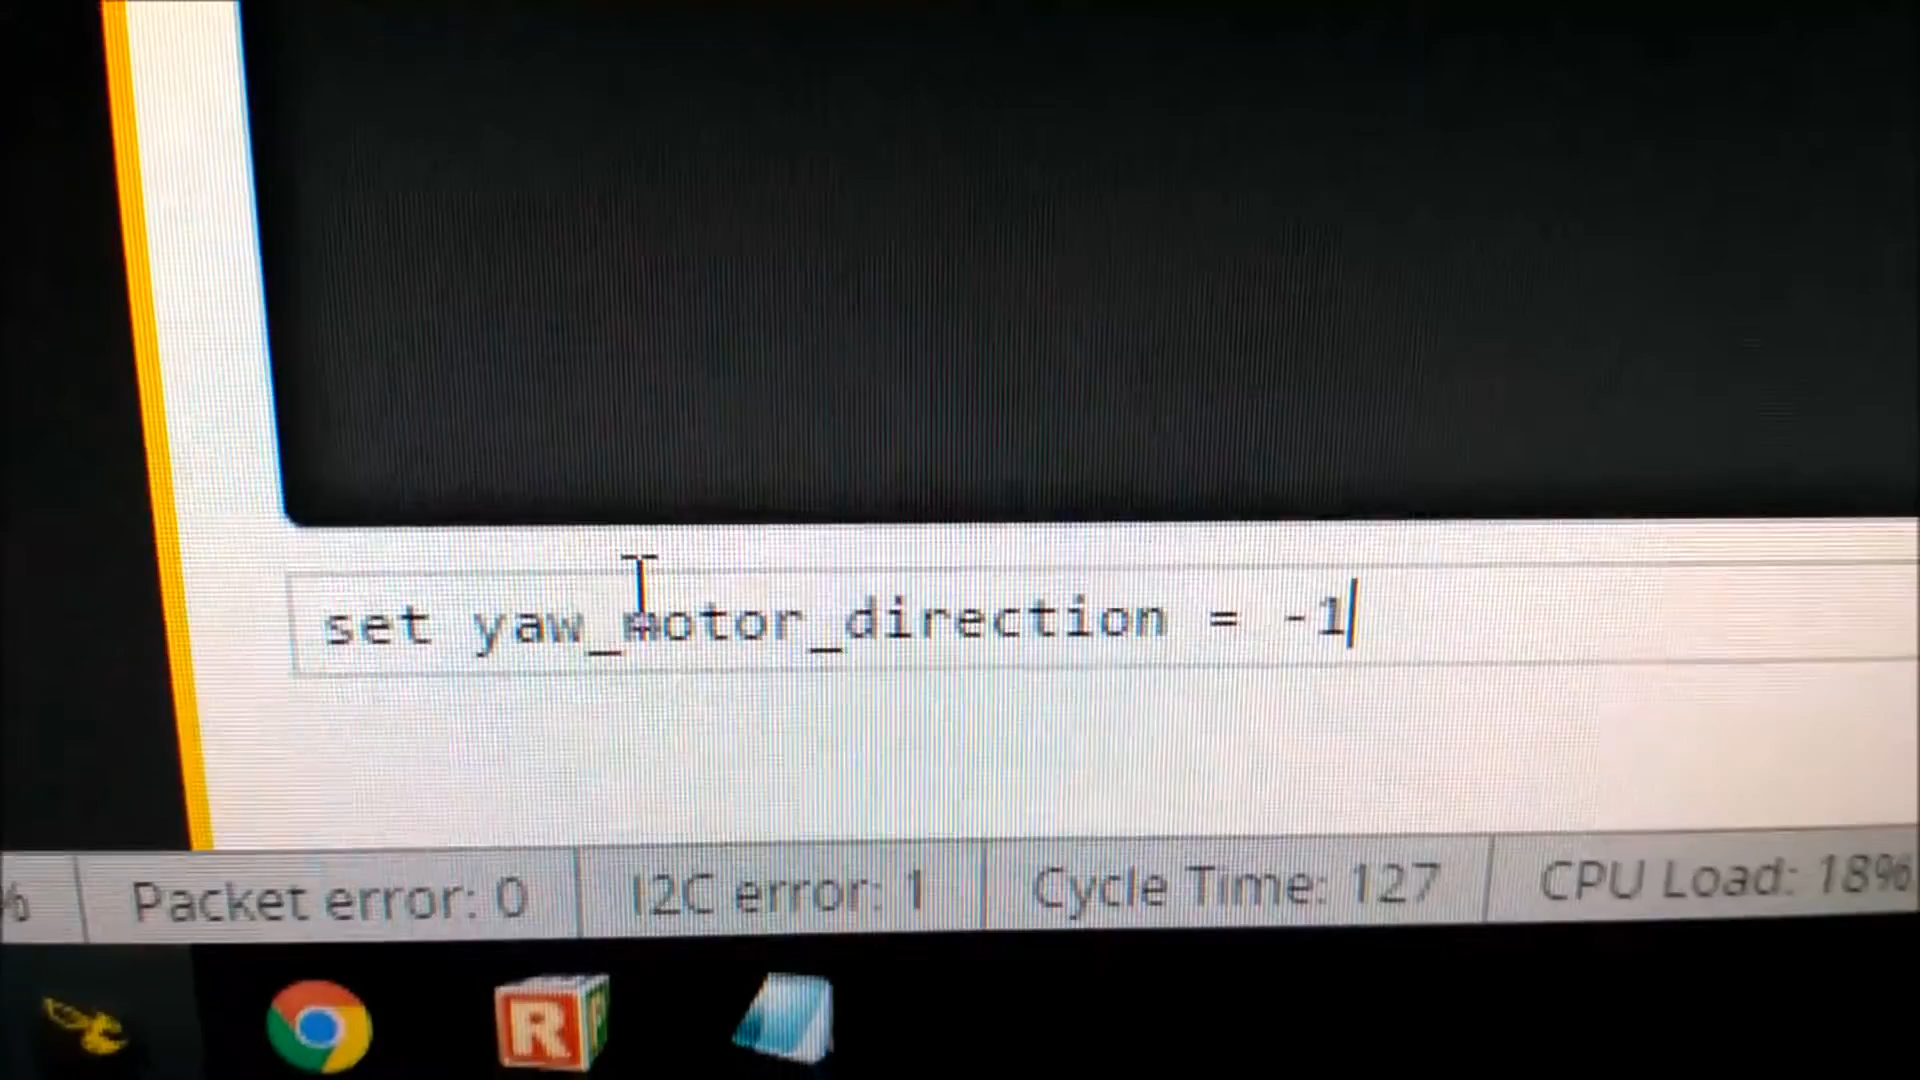 set yaw_motor_direction = -1
% Packet error: 0 I2C error: 1 Cycle Time: 127 CPU Load: 18%
R